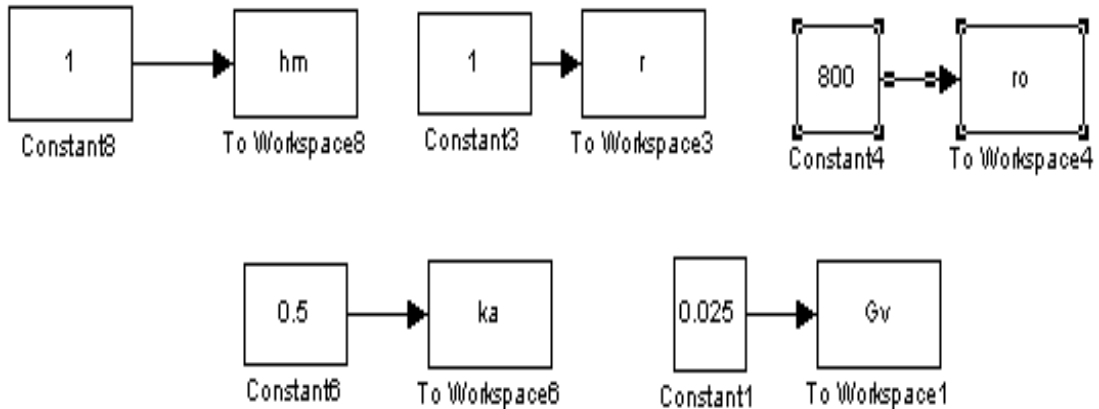 1
hm
1
r
800
ro
Constant8
To Workspace8
Constant3
To Workspace3
Constant4
To Workspace4
0.5
ka
0.025
Gv
Constant6
To Workspace6
Constant1
To Workspace1